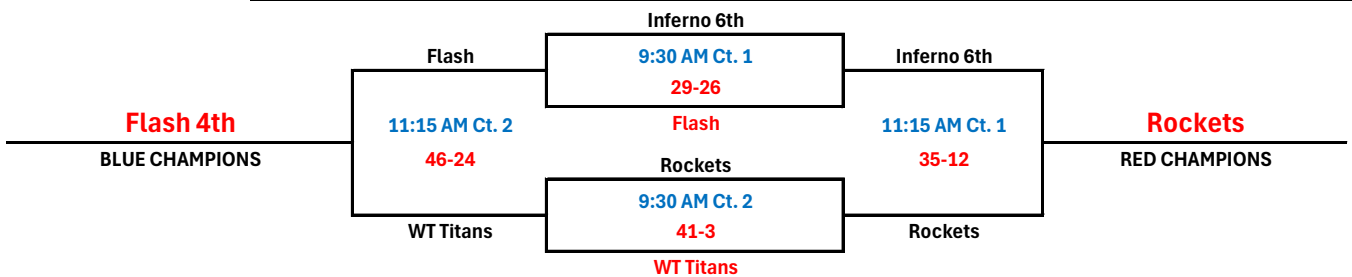 Inferno 6th
Flash
9:30 AM Ct. 1
Inferno 6th
29-26
Flash 4th
11:15 AM Ct. 2
Flash
11:15 AM Ct. 1
Rockets
BLUE CHAMPIONS
46-24
Rockets
35-12
RED CHAMPIONS
9:30 AM Ct. 2
WT Titans
41-3
Rockets
WT Titans